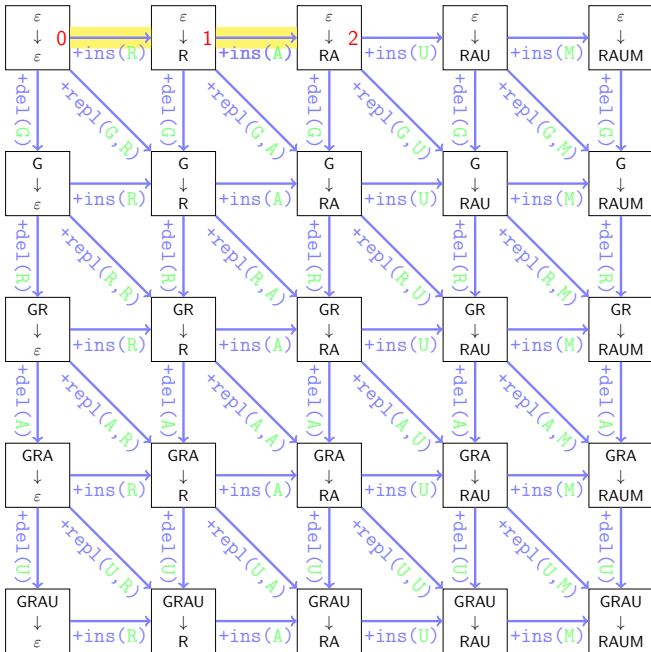 ε ε ε ε ε
↓ 0 ↓ 1 ↓ 2 ↓ ↓
ε +ins(R) R +ins(A) RA +ins(U) RAU +ins(M) RAUM
+del(G) +repl(G,R) +del(G) +repl(G,A) +del(G) +repl(G,U) +del(G) +repl(G,M) +del(G)
G G G G G
↓ ↓ ↓ ↓ ↓
ε +ins(R) R +ins(A) RA +ins(U) RAU +ins(M) RAUM
+del(R) +repl(R,R) +del(R) +repl(R,A) +del(R) +repl(R,U) +del(R) +repl(R,M) +del(R)
GR GR GR GR GR
↓ ↓ ↓ ↓ ↓
ε +ins(R) R +ins(A) RA +ins(U) RAU +ins(M) RAUM
+del(A) +repl(A,R) +del(A) +repl(A,A) +del(A) +repl(A,U) +del(A) +repl(A,M) +del(A)
GRA GRA GRA GRA GRA
↓ ↓ ↓ ↓ ↓
ε +ins(R) R +ins(A) RA +ins(U) RAU +ins(M) RAUM
+del(U) +repl(U,R) +del(U) +repl(U,A) +del(U) +repl(U,U) +del(U) +repl(U,M) +del(U)
GRAU GRAU GRAU GRAU GRAU
↓ ↓ ↓ ↓ ↓
ε +ins(R) R +ins(A) RA +ins(U) RAU +ins(M) RAUM